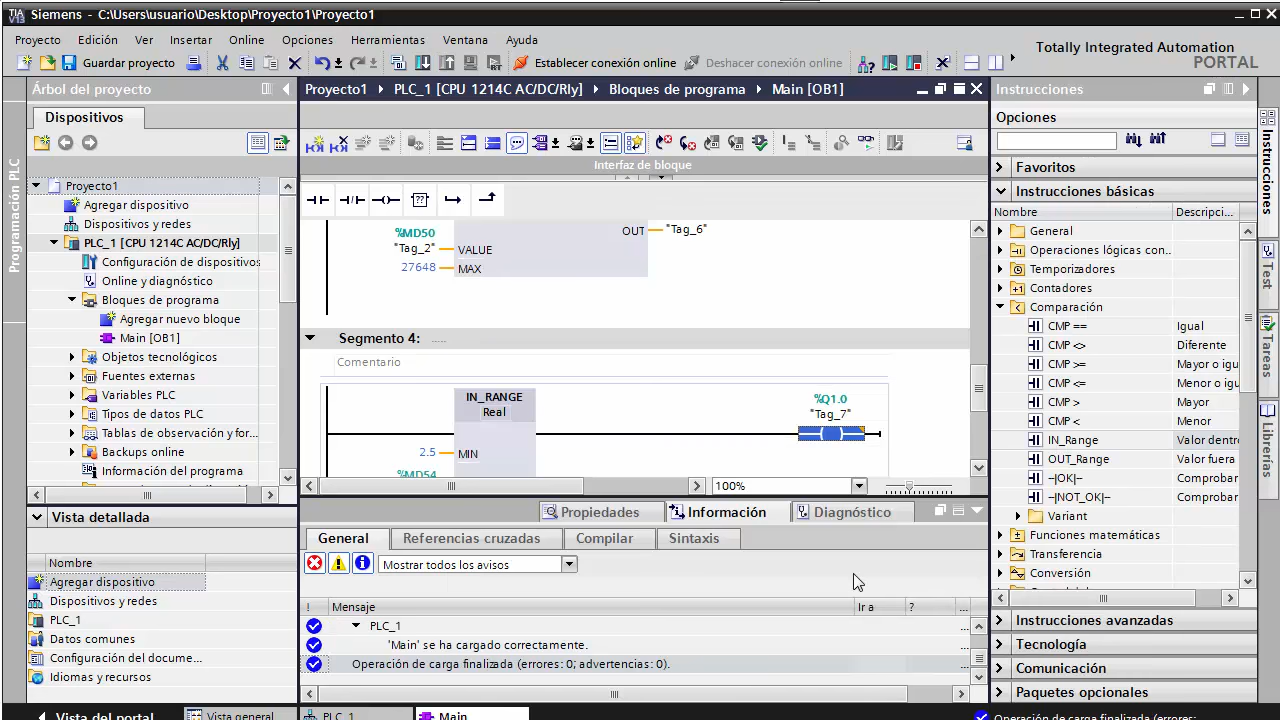 Siemens - C:\Users\usuario\Desktop\Proyecto1\Proyecto1
Proyecto Edición Ver Insertar Online Opciones Herramientas Ventana Ayuda
Guardar proyecto Establecer conexión online Deshacer conexión online
Totally Integrated Automation
PORTAL
Programación PLC
Árbol del proyecto
Dispositivos
Proyecto1
Agregar dispositivo
Dispositivos y redes
PLC_1 [CPU 1214C AC/DC/Rly]
Configuración de dispositivos
Online y diagnóstico
Bloques de programa
Agregar nuevo bloque
Main [OB1]
Objetos tecnológicos
Fuentes externas
Variables PLC
Tipos de datos PLC
Tablas de observación y for...
Backups online
Información del programa
Vista detallada
Nombre
Agregar dispositivo
Dispositivos y redes
PLC_1
Datos comunes
Configuración del docume...
Idiomas y recursos
Proyecto1 PLC_1 [CPU 1214C AC/DC/Rly] Bloques de programa Main [OB1]
Interfaz de bloque
??
%MD50
"Tag_2" VALUE
27648 MAX
OUT "Tag_6"
Segmento 4: .....
Comentario
IN_RANGE
Real
2.5 MIN
%MD54
%Q1.0
"Tag_7"
100%
Propiedades Información Diagnóstico
General Referencias cruzadas Compilar Sintaxis
Mostrar todos los avisos
! Mensaje Ir a ? ...
PLC_1 ...
'Main' se ha cargado correctamente. ...
Operación de carga finalizada (errores: 0; advertencias: 0). ...
Instrucciones
Opciones
Favoritos
Instrucciones básicas
Nombre Descripci...
General
Operaciones lógicas con...
Temporizadores
Contadores
Comparación
CMP == Igual
CMP <> Diferente
CMP >= Mayor o igu
CMP <= Menor o igu
CMP > Mayor
CMP < Menor
IN_Range Valor dentr
OUT_Range Valor fuera
-|OK|- Comprobar
-|NOT_OK|- Comprobar
Variant
Funciones matemáticas
Transferencia
Conversión
Instrucciones avanzadas
Tecnología
Comunicación
Paquetes opcionales
Instrucciones
Test
Tareas
Librerías
Vista del portal Vista general PLC_1 Main Operación de carga finalizada (errores: